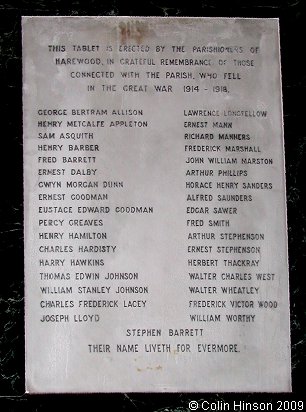 THIS TABLET IS ERECTED BY THE PARISHIONERS OF
HAREWOOD, IN GRATEFUL REMEMBRANCE OF THOSE
CONNECTED WITH THE PARISH, WHO FELL
IN THE GREAT WAR 1914 - 1918.
GEORGE BERTRAM ALLISON
HENRY METCALFE APPLETON
SAM ASQUITH
HENRY BARBER
FRED BARRETT
ERNEST DALBY
GWYN MORGAN DUNN
ERNEST GOODMAN
EUSTACE EDWARD GOODMAN
PERCY GREAVES
HENRY HAMILTON
CHARLES HARDISTY
HARRY HAWKINS
THOMAS EDWIN JOHNSON
WILLIAM STANLEY JOHNSON
CHARLES FREDERICK LACEY
JOSEPH LLOYD
LAWRENCE LONGFELLOW
ERNEST MANN
RICHARD MANNERS
FREDERICK MARSHALL
JOHN WILLIAM MARSTON
ARTHUR PHILLIPS
HORACE HENRY SANDERS
ALFRED SAUNDERS
EDGAR SAWER
FRED SMITH
ARTHUR STEPHENSON
ERNEST STEPHENSON
HERBERT THACKRAY
WALTER CHARLES WEST
WALTER WHEATLEY
FREDERICK VICTOR WOOD
WILLIAM WORTHY
STEPHEN BARRETT
THEIR NAME LIVETH FOR EVERMORE.
©Colin Hinson 2009